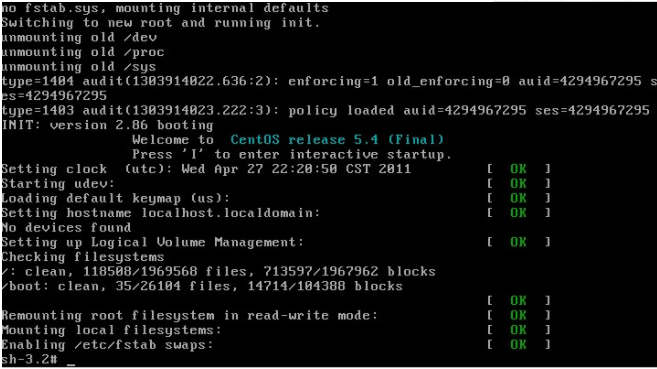 no fstab.sys, mounting internal defaults
Switching to new root and running init.
unmounting old /dev
unmounting old /proc
unmounting old /sys
type=1404 audit(1303914022.636:2): enforcing=1 old_enforcing=0 auid=4294967295 s
es=4294967295
type=1403 audit(1303914023.222:3): policy loaded auid=4294967295 ses=4294967295
INIT: version 2.86 booting
Welcome to CentOS release 5.4 (Final)
Press 'I' to enter interactive startup.
Setting clock (utc): Wed Apr 27 22:20:50 CST 2011 [ OK ]
Starting udev: [ OK ]
Loading default keymap (us): [ OK ]
Setting hostname localhost.localdomain: [ OK ]
No devices found
Setting up Logical Volume Management: [ OK ]
Checking filesystems
/: clean, 118508/1969568 files, 713597/1967962 blocks
/boot: clean, 35/26104 files, 14714/104388 blocks
[ OK ]
Remounting root filesystem in read-write mode: [ OK ]
Mounting local filesystems: [ OK ]
Enabling /etc/fstab swaps: [ OK ]
sh-3.2# _